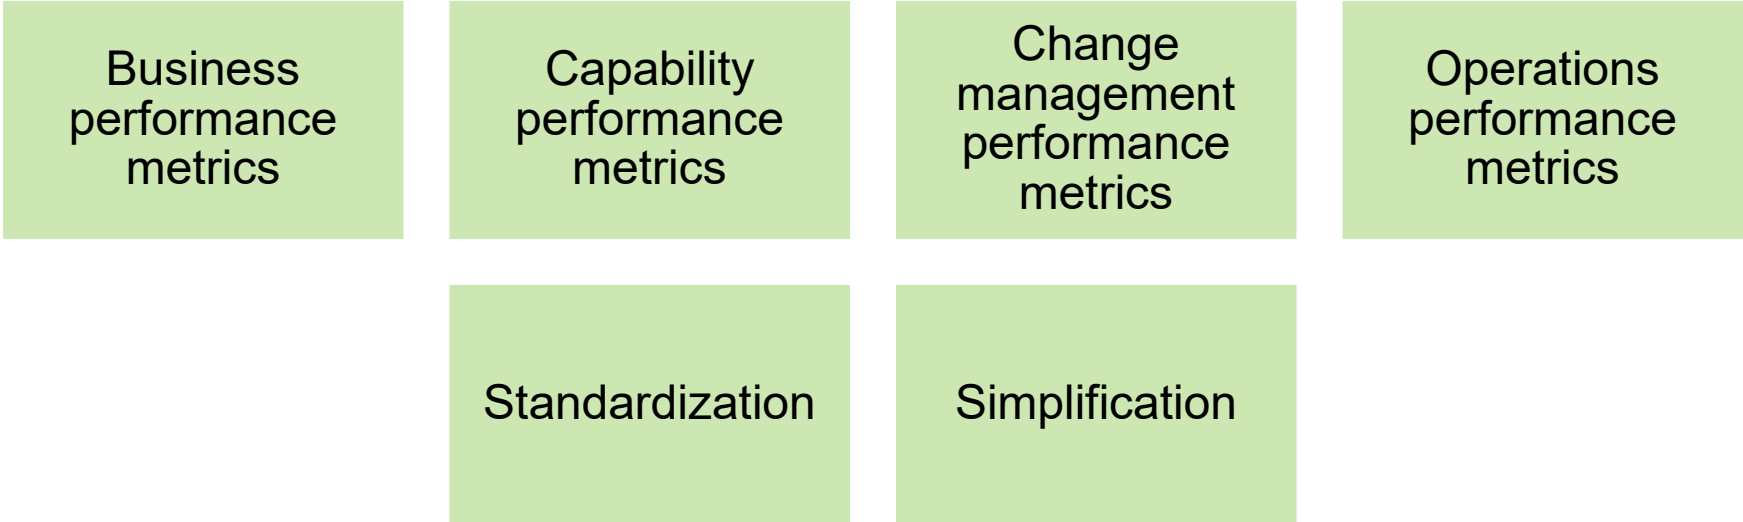 Business
performance
metrics
Capability
performance
metrics
Change
management
performance
metrics
Operations
performance
metrics
Standardization
Simplification